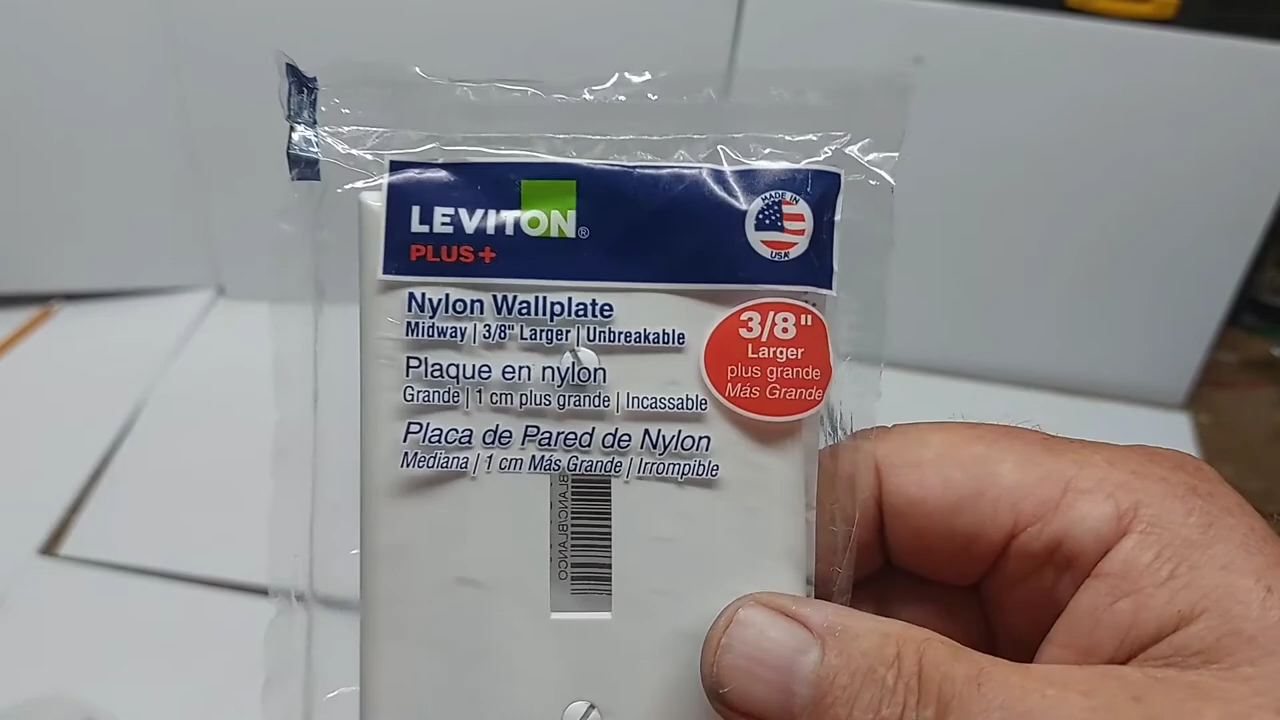 LEVITON®
PLUS+
MADE IN
USA
Nylon Wallplate
Midway | 3/8" Larger | Unbreakable
Plaque en nylon
Grande | 1 cm plus grande | Incassable
Placa de Pared de Nylon
Mediana | 1 cm Más Grande | Irrompible
3/8"
Larger
plus grande
Más Grande
BLANC/BLANCO